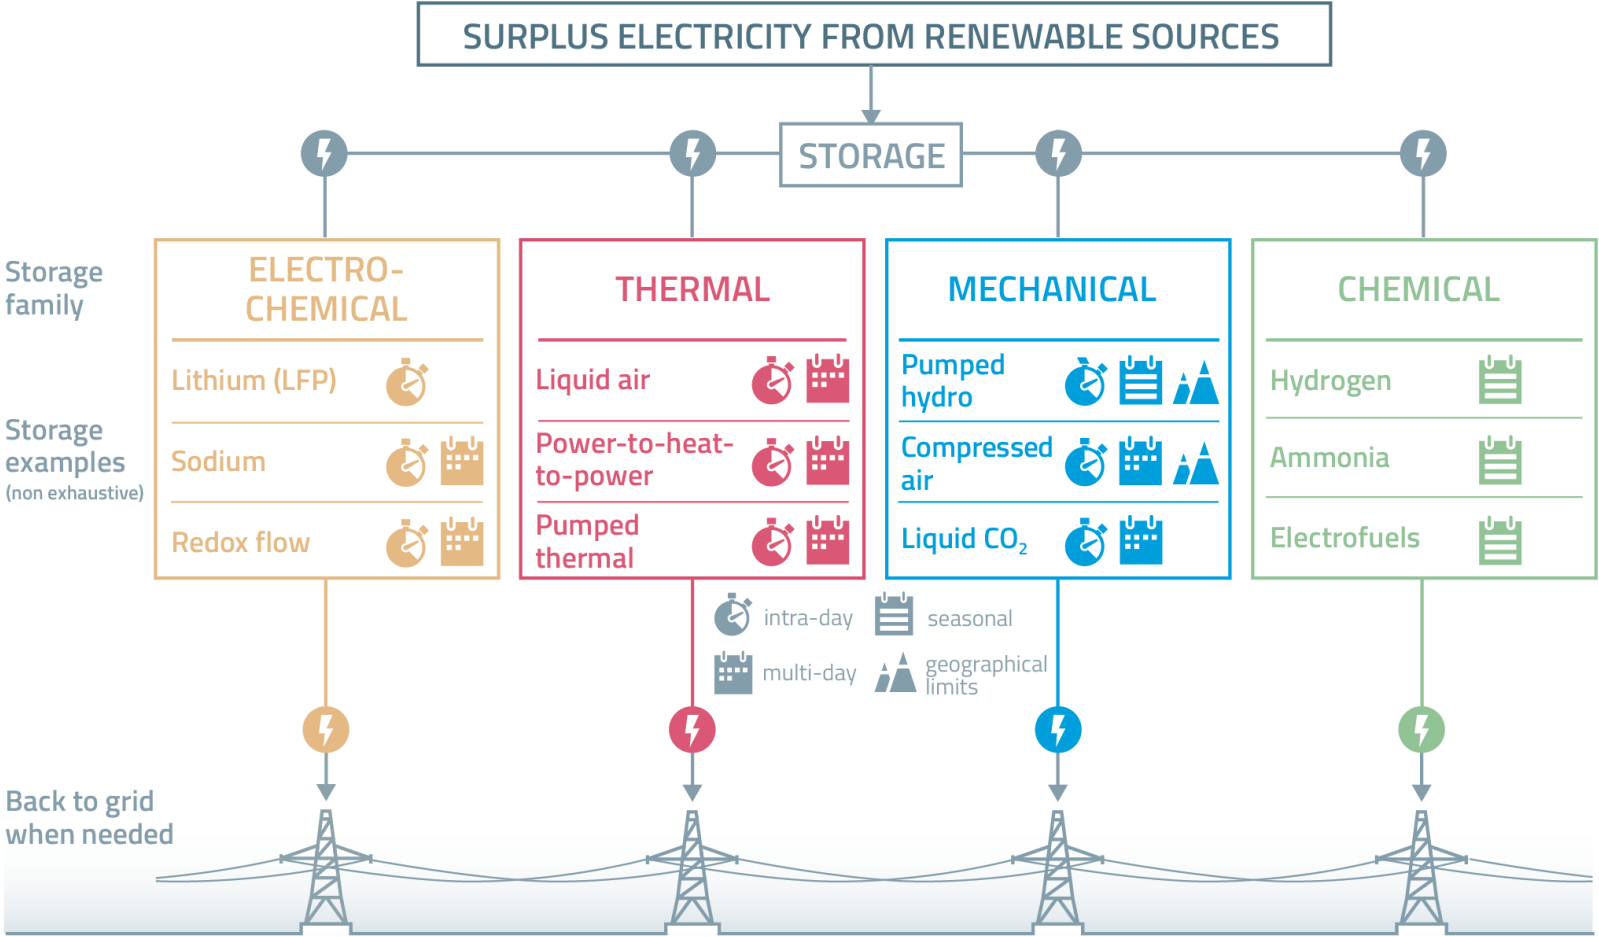 SURPLUS ELECTRICITY FROM RENEWABLE SOURCES
STORAGE
Storage
family
ELECTRO-
CHEMICAL
THERMAL
MECHANICAL
CHEMICAL
Storage
examples
(non exhaustive)
Lithium (LFP)
Sodium
Redox flow
Liquid air
Power-to-heat-
to-power
Pumped
thermal
Pumped
hydro
Compressed
air
Liquid CO₂
Hydrogen
Ammonia
Electrofuels
intra-day
seasonal
multi-day
geographical
limits
Back to grid
when needed